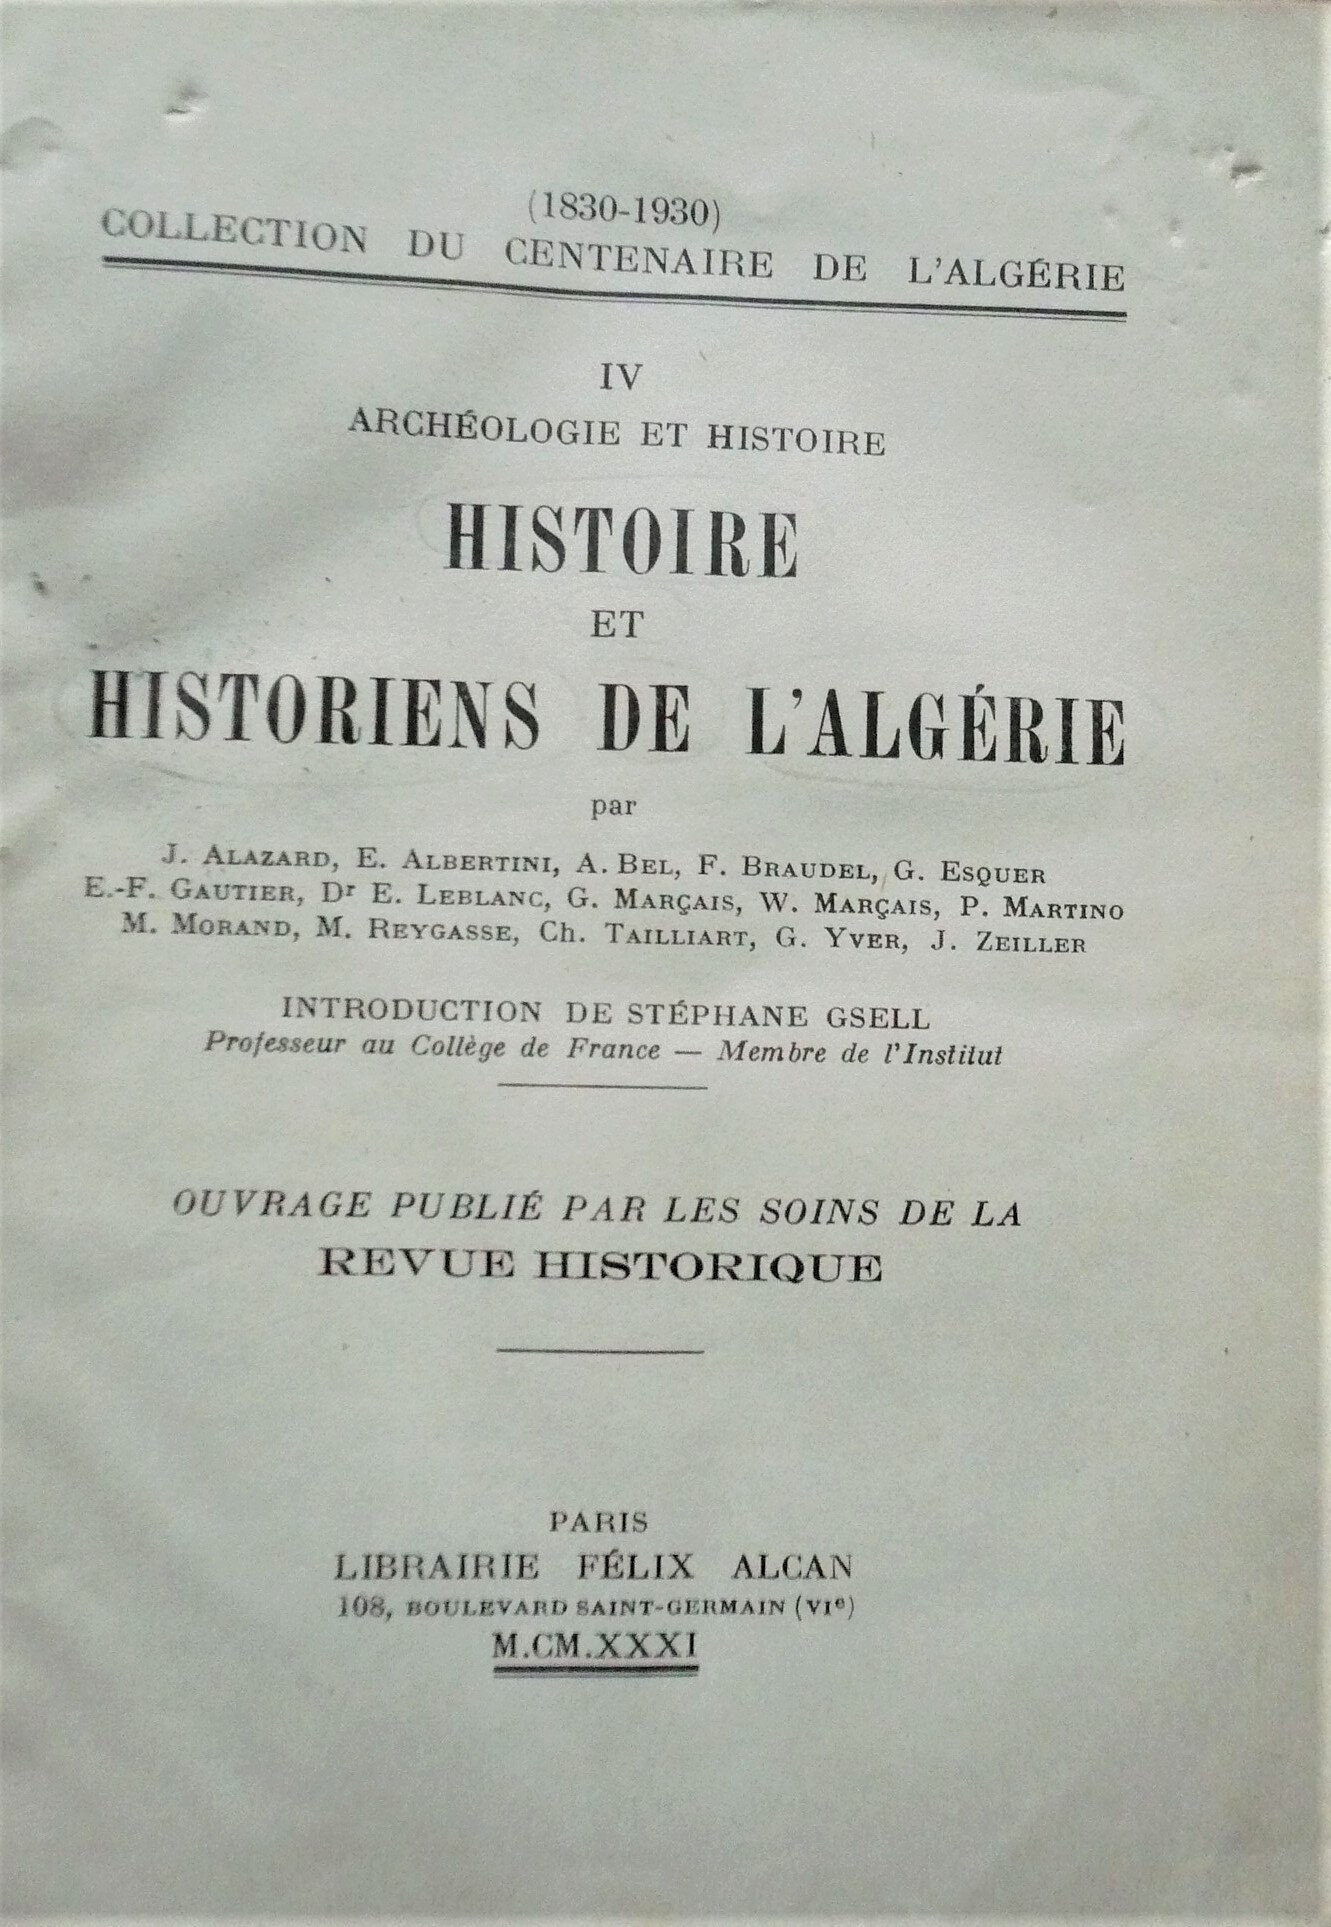 (1830-1930)
COLLECTION DU CENTENAIRE DE L'ALGÉRIE
IV
ARCHÉOLOGIE ET HISTOIRE
HISTOIRE
ET
HISTORIENS DE L'ALGÉRIE
par
J. ALAZARD, E. ALBERTINI, A. BEL, F. BRAUDEL, G. ESQUER
E.-F. GAUTIER, Dr E. LEBLANC, G. MARÇAIS, W. MARÇAIS, P. MARTINO
M. MORAND, M. REYGASSE, Ch. TAILLIART, G. YVER, J. ZEILLER
INTRODUCTION DE STÉPHANE GSELL
Professeur au Collège de France — Membre de l'Institut
OUVRAGE PUBLIÉ PAR LES SOINS DE LA
REVUE HISTORIQUE
PARIS
LIBRAIRIE FÉLIX ALCAN
108, BOULEVARD SAINT-GERMAIN (VIe)
M.CM.XXXI